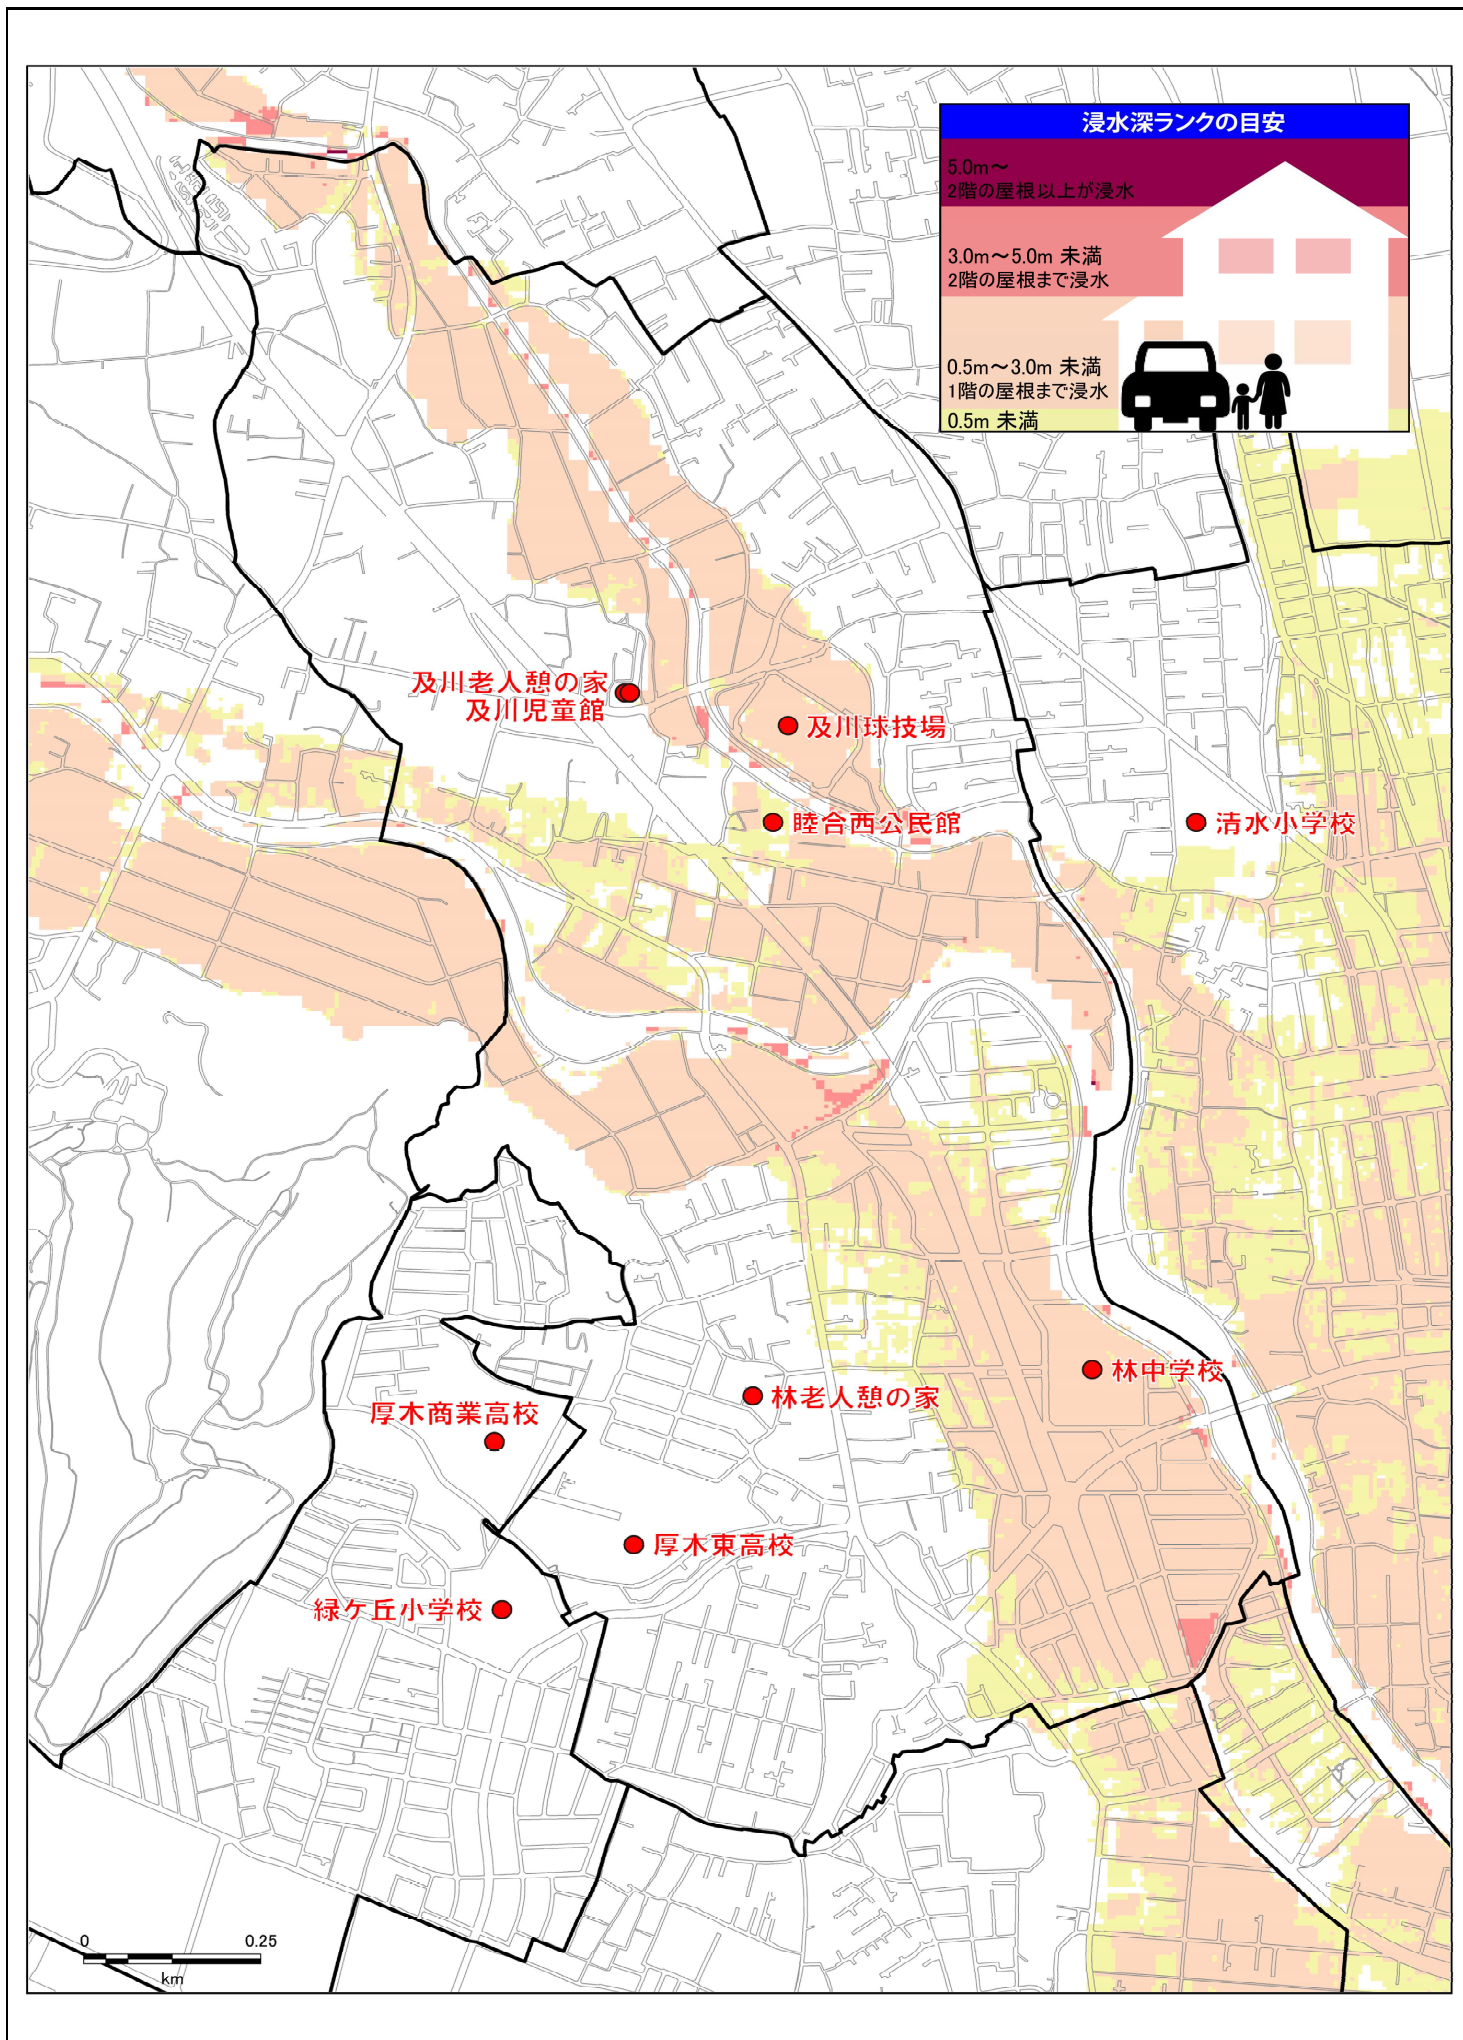 浸水深ランクの目安
5.0m～
2階の屋根以上が浸水
3.0m～5.0m 未満
2階の屋根まで浸水
0.5m～3.0m 未満
1階の屋根まで浸水
0.5m 未満
及川老人憩の家
及川児童館
及川球技場
睦合西公民館
清水小学校
林中学校
林老人憩の家
厚木商業高校
厚木東高校
緑ケ丘小学校
0 0.25
km